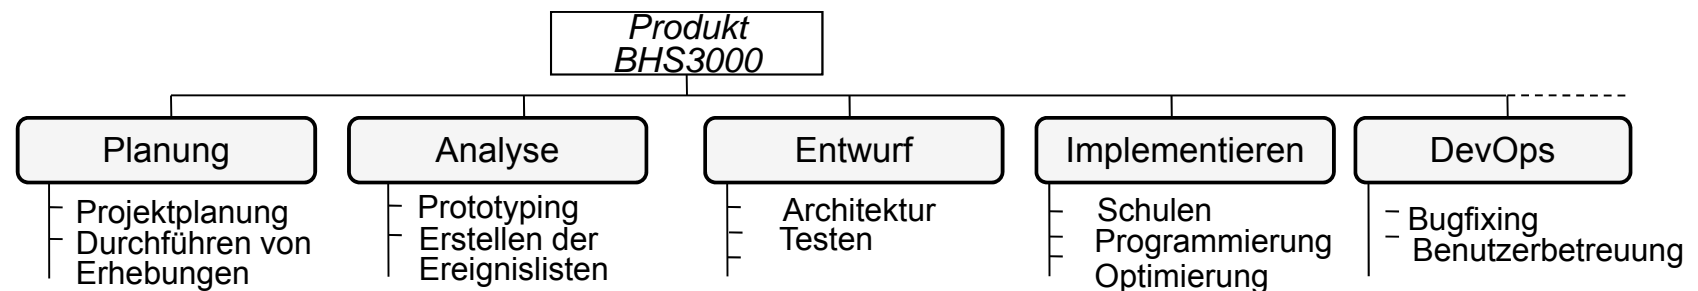 Produkt
BHS3000
Planung
Analyse
Entwurf
Implementieren
DevOps
Projektplanung
Durchführen von
Erhebungen
Prototyping
Erstellen der
Ereignislisten
Architektur
Testen
Schulen
Programmierung
Optimierung
Bugfixing
Benutzerbetreuung